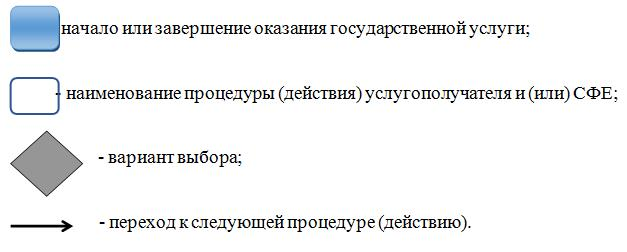 начало или завершение оказания государственной услуги;
- наименование процедуры (действия) услугополучателя и (или) СФЕ;
- вариант выбора;
- переход к следующей процедуре (действию).